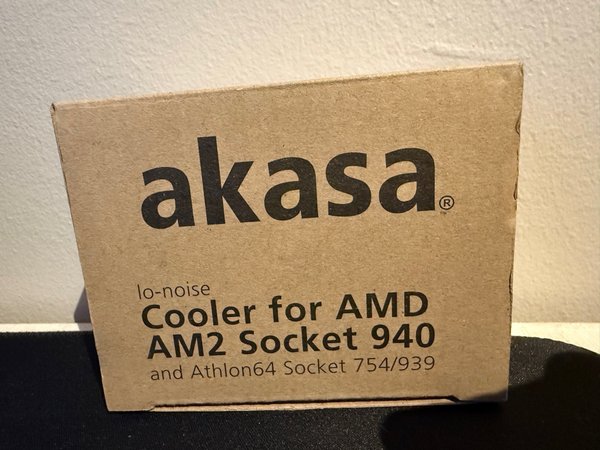 akasa®
lo-noise
Cooler for AMD
AM2 Socket 940
and Athlon64 Socket 754/939